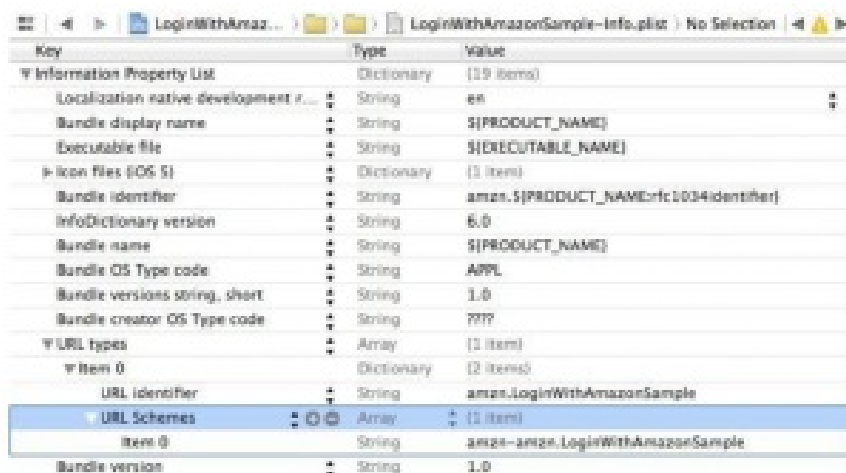 LoginWithAmaz... LoginWithAmazonSample-Info.plist No Selection
Key Type Value
Information Property List Dictionary (19 items)
Localization native development r... String en
Bundle display name String ${PRODUCT_NAME}
Executable file String ${EXECUTABLE_NAME}
Icon files (iOS 5) Dictionary (1 item)
Bundle identifier String amzn.${PRODUCT_NAME:rfc1034identifier}
InfoDictionary version String 6.0
Bundle name String ${PRODUCT_NAME}
Bundle OS Type code String APPL
Bundle versions string, short String 1.0
Bundle creator OS Type code String ????
URL types Array (1 item)
Item 0 Dictionary (2 items)
URL identifier String amzn.LoginWithAmazonSample
URL Schemes Array (1 item)
Item 0 String amzn-amzn.LoginWithAmazonSample
Bundle version String 1.0